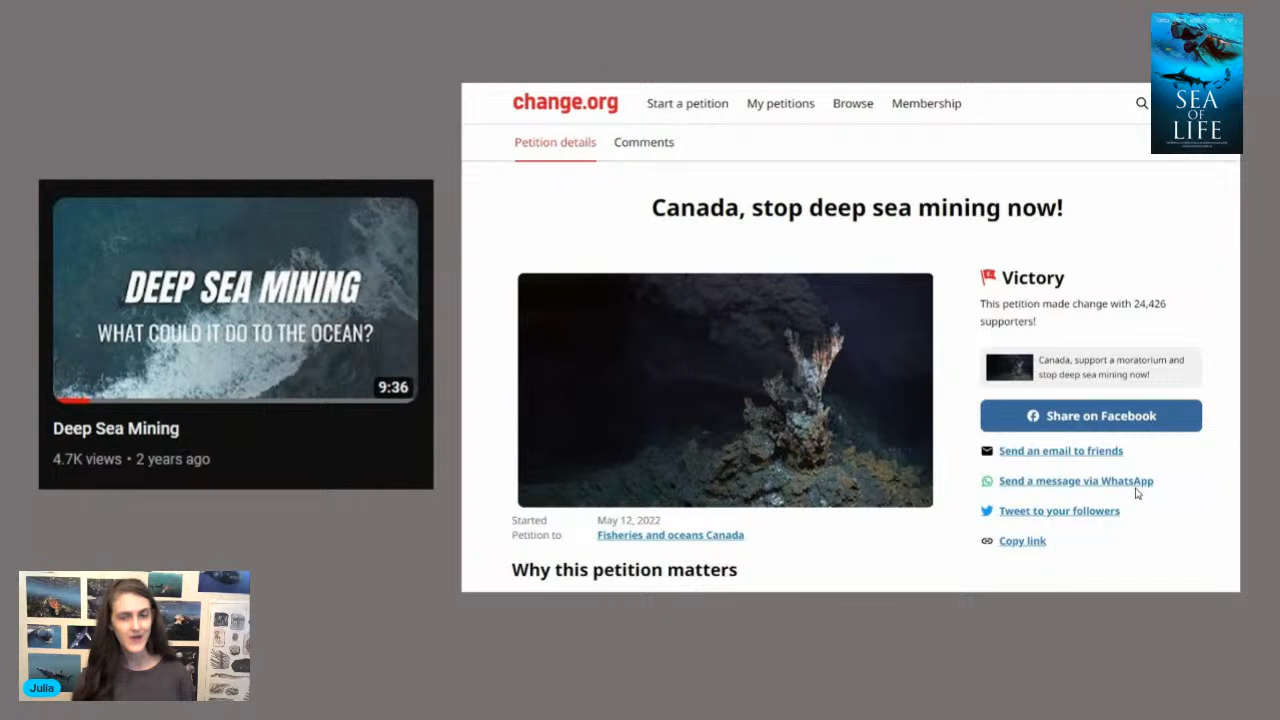 SEA
OF
LIFE
change.org
Start a petition
My petitions
Browse
Membership
Petition details
Comments
Canada, stop deep sea mining now!
DEEP SEA MINING
WHAT COULD IT DO TO THE OCEAN?
9:36
Deep Sea Mining
4.7K views • 2 years ago
Victory
This petition made change with 24,426
supporters!
Canada, support a moratorium and
stop deep sea mining now!
Share on Facebook
Send an email to friends
Send a message via WhatsApp
Tweet to your followers
Copy link
Started May 12, 2022
Petition to Fisheries and oceans Canada
Why this petition matters
Julia